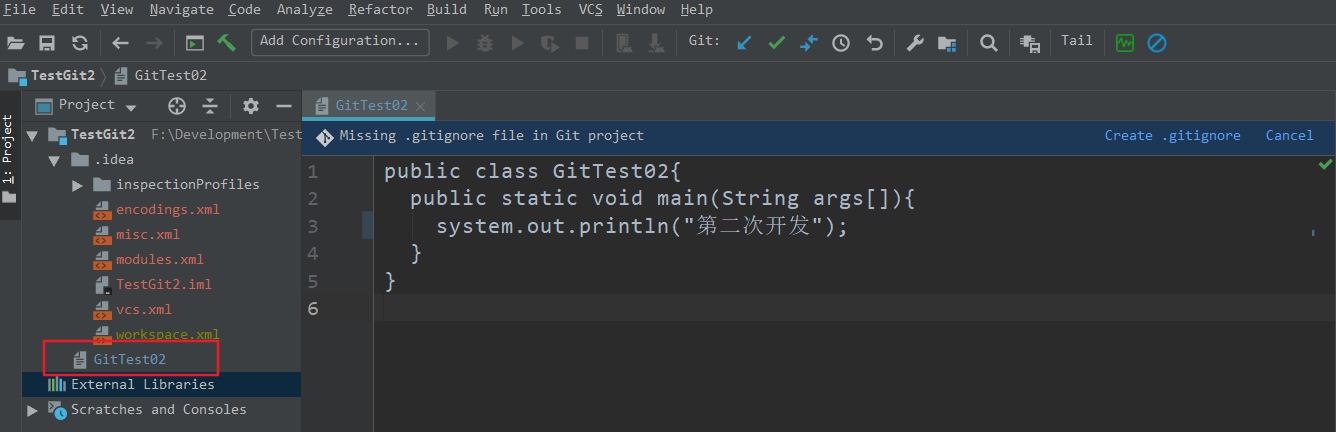 File Edit View Navigate Code Analyze Refactor Build Run Tools VCS Window Help
Add Configuration... Git: Tail
TestGit2 GitTest02
1: Project
Project
TestGit2 F:\Development\Test
.idea
inspectionProfiles
encodings.xml
misc.xml
modules.xml
TestGit2.iml
vcs.xml
workspace.xml
GitTest02
External Libraries
Scratches and Consoles
GitTest02
Missing .gitignore file in Git project Create .gitignore Cancel
1 public class GitTest02{
2 public static void main(String args[]){
3 system.out.println("第二次开发");
4 }
5 }
6